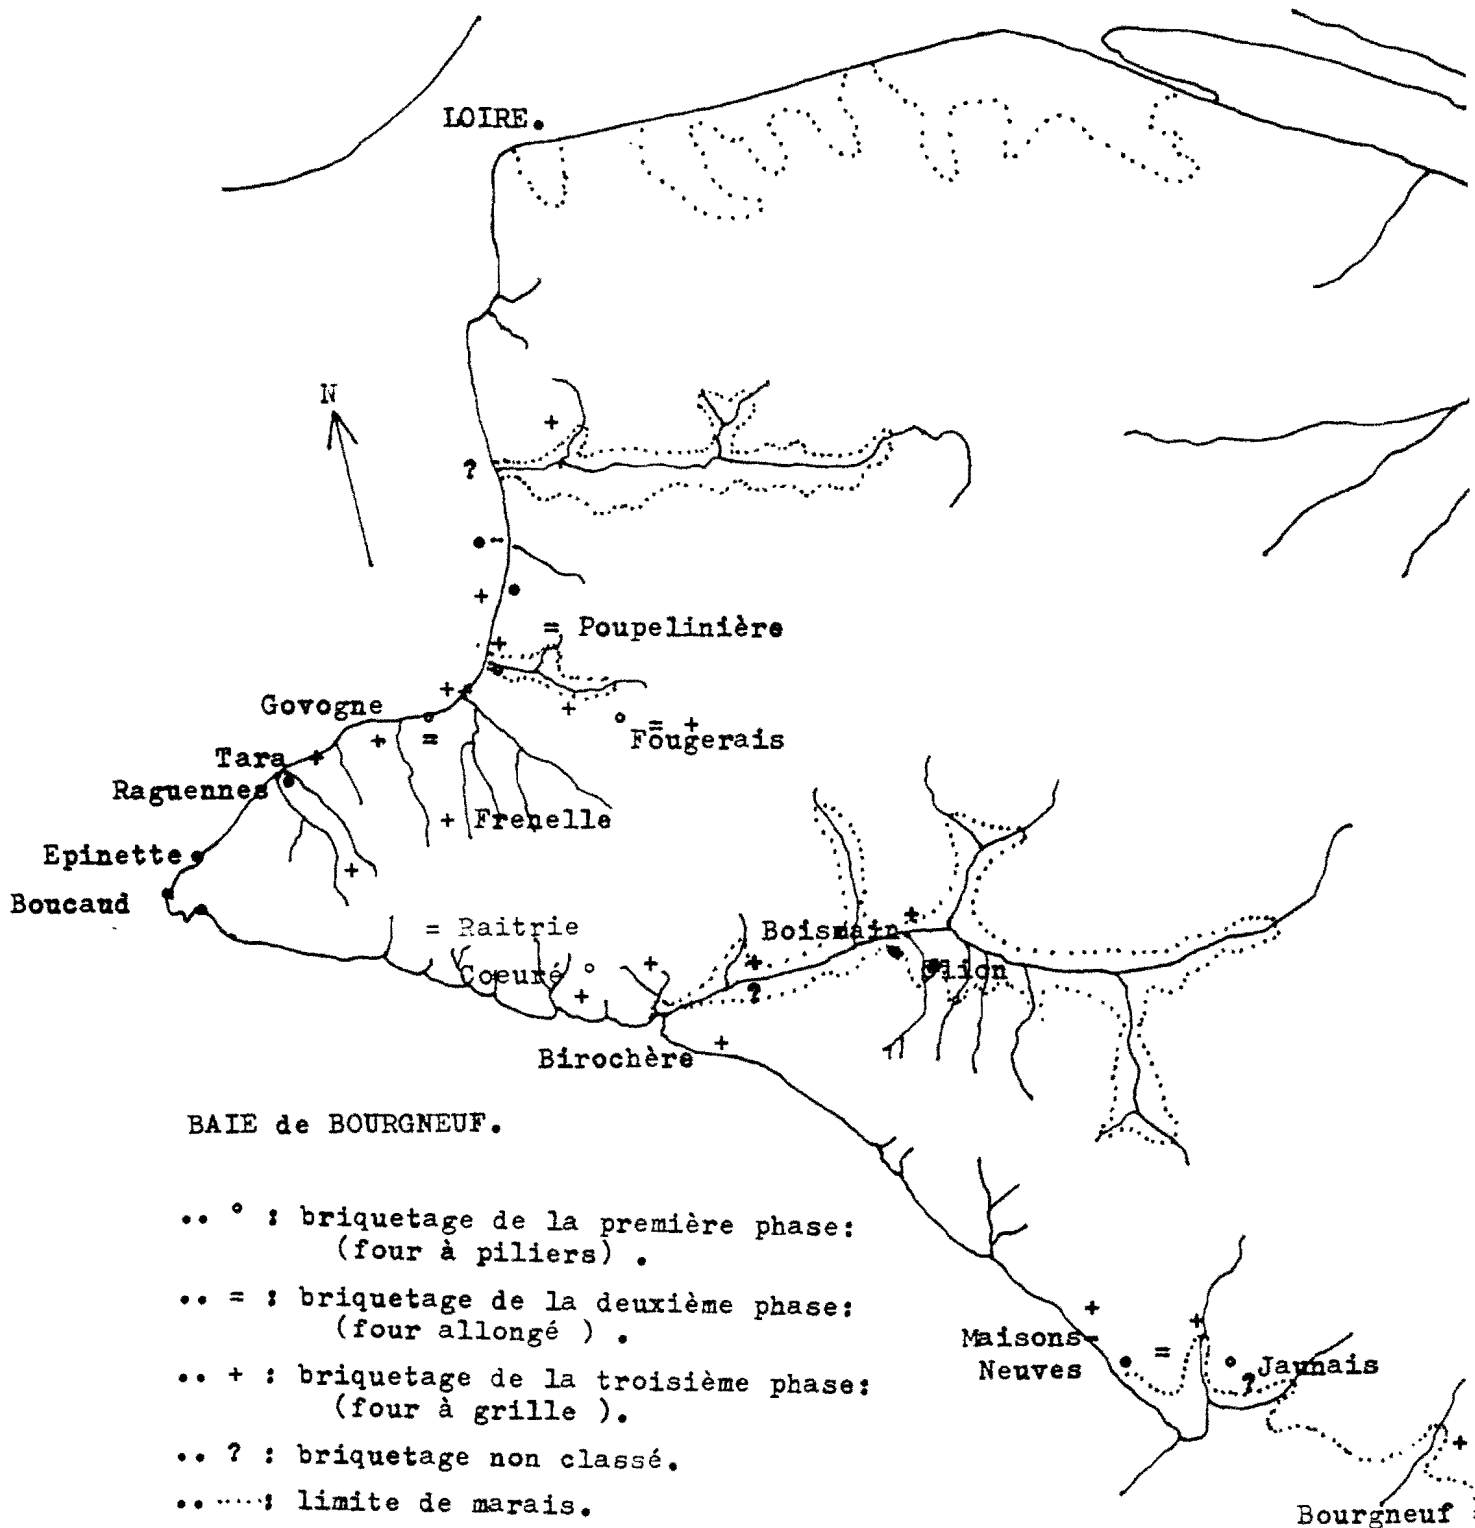 LOIRE.
N
= Poupelinière
Govogne
Fougerais
Tara
Raguennes
+ Frenelle
Epinette
Boucaud
= Raitrie
Boismain
Coeuré °
Clion
Birochère
BAIE de BOURGNEUF.
.. ° : briquetage de la première phase:
(four à piliers) .
.. = : briquetage de la deuxième phase:
(four allongé ) .
Maisons-
Neuves
Jaunais
.. + : briquetage de la troisième phase:
(four à grille ).
.. ? : briquetage non classé.
.. ..... : limite de marais.
Bourgneuf